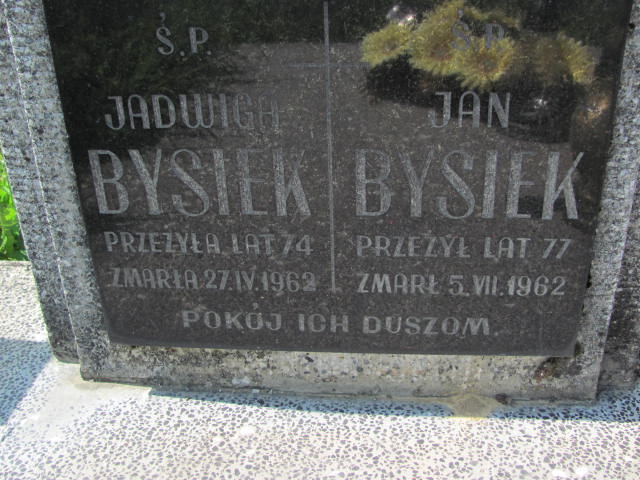 Ś.P.
JADWIGA
BYSIEK
PRZEŻYŁA LAT 74
ZMARŁA 27.IV.1962
Ś.P.
JAN
BYSIEK
PRZEŻYŁ LAT 77
ZMARŁ 5.VII.1962
POKÓJ ICH DUSZOM.